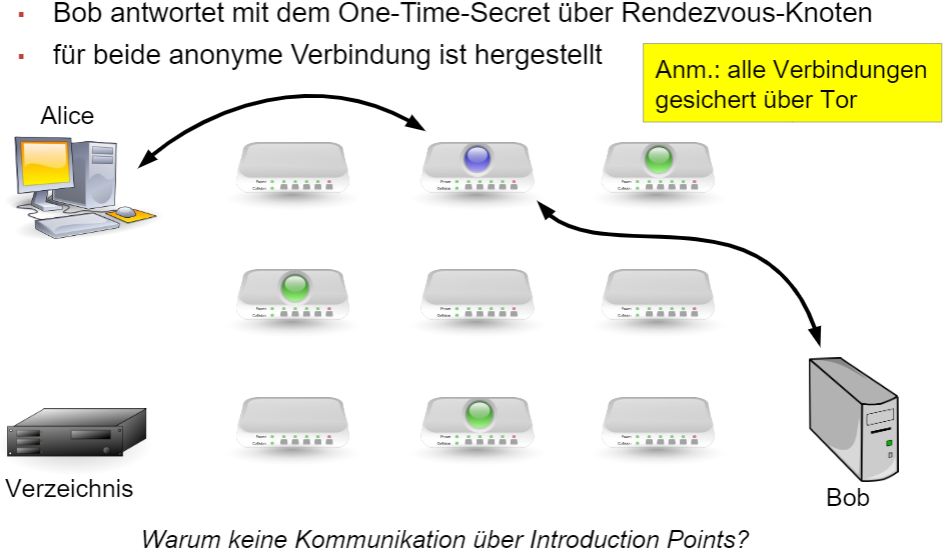 Bob antwortet mit dem One-Time-Secret über Rendezvous-Knoten
für beide anonyme Verbindung ist hergestellt
Anm.: alle Verbindungen
gesichert über Tor
Alice
Verzeichnis
Bob
Warum keine Kommunikation über Introduction Points?